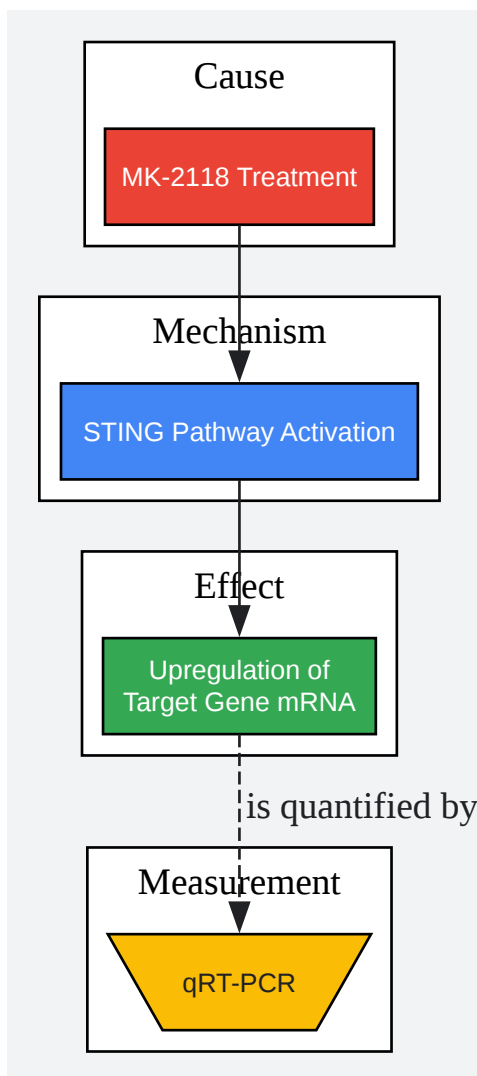 Cause
MK-2118 Treatment
Mechanism
STING Pathway Activation
Effect
Upregulation of
Target Gene mRNA
is quantified by
Measurement
qRT-PCR